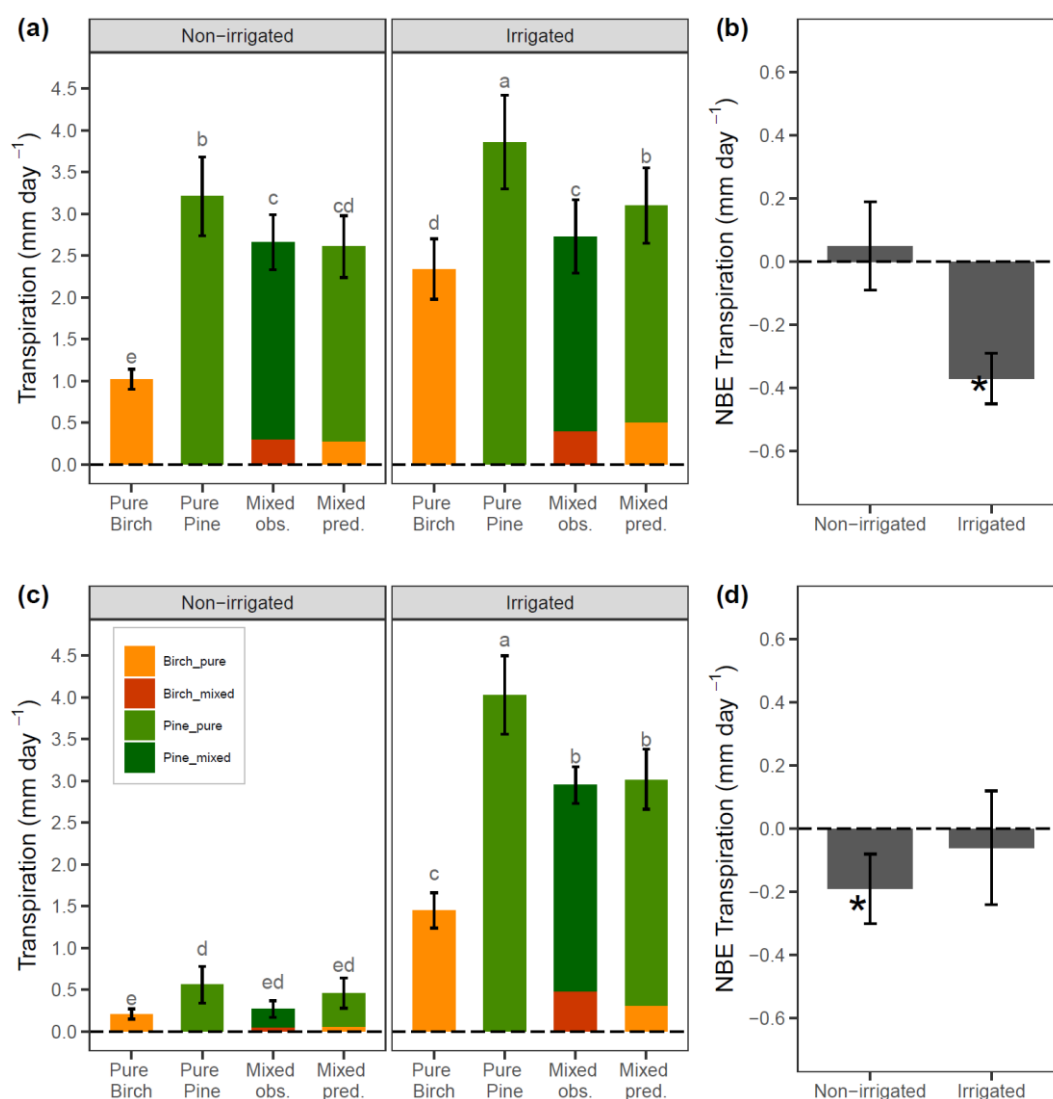 (a)
Non−irrigated
Irrigated
Transpiration (mm day −1)
4.5
4.0
3.5
3.0
2.5
2.0
1.5
1.0
0.5
0.0
e
b
c
cd
d
a
c
b
Pure Birch
Pure Pine
Mixed obs.
Mixed pred.
Pure Birch
Pure Pine
Mixed obs.
Mixed pred.
(b)
NBE Transpiration (mm day −1)
0.6
0.4
0.2
0.0
−0.2
−0.4
−0.6
*
Non−irrigated
Irrigated
(c)
Non−irrigated
Irrigated
Transpiration (mm day −1)
4.5
4.0
3.5
3.0
2.5
2.0
1.5
1.0
0.5
0.0
Birch_pure
Birch_mixed
Pine_pure
Pine_mixed
e
d
ed
ed
c
a
b
b
Pure Birch
Pure Pine
Mixed obs.
Mixed pred.
Pure Birch
Pure Pine
Mixed obs.
Mixed pred.
(d)
NBE Transpiration (mm day −1)
0.6
0.4
0.2
0.0
−0.2
−0.4
−0.6
*
Non−irrigated
Irrigated